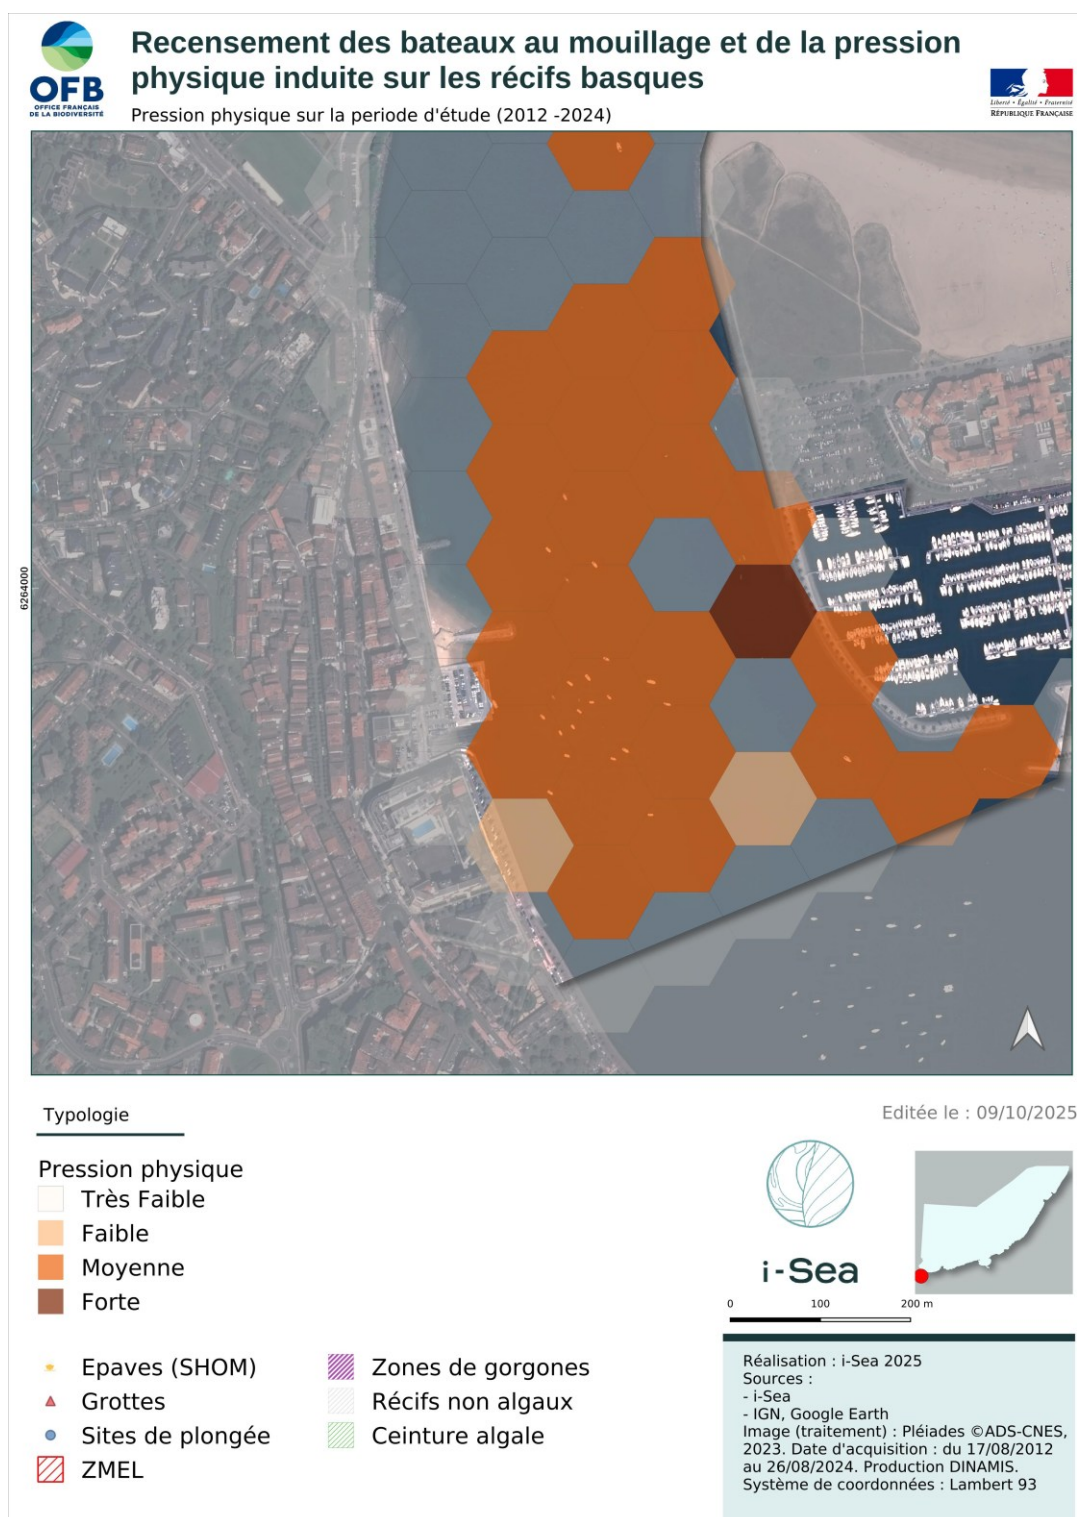 Recensement des bateaux au mouillage et de la pression
physique induite sur les récifs basques
Pression physique sur la periode d'étude (2012 -2024)
OFB
OFFICE FRANÇAIS
DE LA BIODIVERSITÉ
Liberté • Égalité • Fraternité
RÉPUBLIQUE FRANÇAISE
6264000
Typologie
Editée le : 09/10/2025
Pression physique
Très Faible
Faible
Moyenne
Forte
Epaves (SHOM)
Grottes
Sites de plongée
ZMEL
Zones de gorgones
Récifs non algaux
Ceinture algale
i-Sea
0 100 200 m
Réalisation : i-Sea 2025
Sources :
- i-Sea
- IGN, Google Earth
Image (traitement) : Pléiades ©ADS-CNES,
2023. Date d'acquisition : du 17/08/2012
au 26/08/2024. Production DINAMIS.
Système de coordonnées : Lambert 93